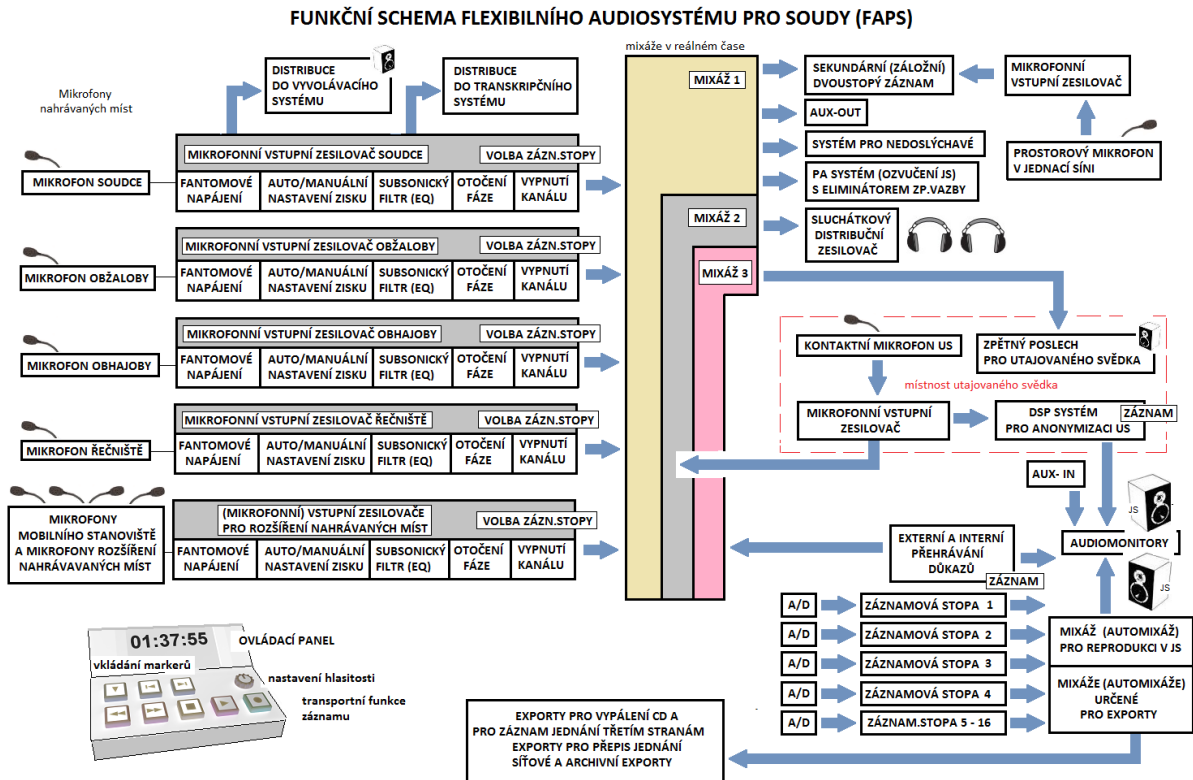 FUNKČNÍ SCHEMA FLEXIBILNÍHO AUDIOSYSTÉMU PRO SOUDY (FAPS)
Mikrofony
nahrávaných míst
DISTRIBUCE
DO VYVOLÁVACÍHO
SYSTÉMU
DISTRIBUCE
DO TRANSKRIPČNÍHO
SYSTÉMU
MIKROFON SOUDCE
MIKROFONNÍ VSTUPNÍ ZESILOVAČ SOUDCE
VOLBA ZÁZN.STOPY
FANTOMOVÉ
NAPÁJENÍ
AUTO/MANUÁLNÍ
NASTAVENÍ ZISKU
SUBSONICKÝ
FILTR (EQ)
OTOČENÍ
FÁZE
VYPNUTÍ
KANÁLU
MIKROFON OBŽALOBY
MIKROFONNÍ VSTUPNÍ ZESILOVAČ OBŽALOBY
VOLBA ZÁZN.STOPY
FANTOMOVÉ
NAPÁJENÍ
AUTO/MANUÁLNÍ
NASTAVENÍ ZISKU
SUBSONICKÝ
FILTR (EQ)
OTOČENÍ
FÁZE
VYPNUTÍ
KANÁLU
MIKROFON OBHAJOBY
MIKROFONNÍ VSTUPNÍ ZESILOVAČ OBHAJOBY
VOLBA ZÁZN.STOPY
FANTOMOVÉ
NAPÁJENÍ
AUTO/MANUÁLNÍ
NASTAVENÍ ZISKU
SUBSONICKÝ
FILTR (EQ)
OTOČENÍ
FÁZE
VYPNUTÍ
KANÁLU
MIKROFON ŘEČNIŠTĚ
MIKROFONNÍ VSTUPNÍ ZESILOVAČ ŘEČNIŠTĚ
VOLBA ZÁZN.STOPY
FANTOMOVÉ
NAPÁJENÍ
AUTO/MANUÁLNÍ
NASTAVENÍ ZISKU
SUBSONICKÝ
FILTR (EQ)
OTOČENÍ
FÁZE
VYPNUTÍ
KANÁLU
MIKROFONY
MOBILNÍHO STANOVIŠTĚ
A MIKROFONY ROZŠÍŘENÍ
NAHRÁVAVANÝCH MÍST
(MIKROFONNÍ) VSTUPNÍ ZESILOVAČE
PRO ROZŠÍŘENÍ NAHRÁVANÝCH MÍST
VOLBA ZÁZN.STOPY
FANTOMOVÉ
NAPÁJENÍ
AUTO/MANUÁLNÍ
NASTAVENÍ ZISKU
SUBSONICKÝ
FILTR (EQ)
OTOČENÍ
FÁZE
VYPNUTÍ
KANÁLU
mixáže v reálném čase
MIXÁŽ 1
MIXÁŽ 2
MIXÁŽ 3
SEKUNDÁRNÍ (ZÁLOŽNÍ)
DVOUSTOPÝ ZÁZNAM
MIKROFONNÍ
VSTUPNÍ ZESILOVAČ
AUX-OUT
SYSTÉM PRO NEDOSLÝCHAVÉ
PROSTOROVÝ MIKROFON
V JEDNACÍ SÍNI
PA SYSTÉM (OZVUČENÍ JS)
S ELIMINÁTOREM ZP.VAZBY
SLUCHÁTKOVÝ
DISTRIBUČNÍ
ZESILOVAČ
KONTAKTNÍ MIKROFON US
ZPĚTNÝ POSLECH
PRO UTAJOVANÉHO SVĚDKA
místnost utajovaného svědka
MIKROFONNÍ VSTUPNÍ
ZESILOVAČ
DSP SYSTÉM
PRO ANONYMIZACI US
ZÁZNAM
AUX- IN
JS
EXTERNÍ A INTERNÍ
PŘEHRÁVÁNÍ
DŮKAZŮ
ZÁZNAM
AUDIOMONITORY
JS
A/D
ZÁZNAMOVÁ STOPA 1
A/D
ZÁZNAMOVÁ STOPA 2
A/D
ZÁZNAMOVÁ STOPA 3
A/D
ZÁZNAMOVÁ STOPA 4
A/D
ZÁZNAM.STOPA 5 - 16
MIXÁŽ (AUTOMIXÁŽ)
PRO REPRODUKCI V JS
MIXÁŽE (AUTOMIXÁŽE)
URČENÉ
PRO EXPORTY
01:37:55
OVLÁDACÍ PANEL
vkládání markerů
nastavení hlasitosti
transportní funkce
záznamu
EXPORTY PRO VYPÁLENÍ CD A
PRO ZÁZNAM JEDNÁNÍ TŘETÍM STRANÁM
EXPORTY PRO PŘEPIS JEDNÁNÍ
SÍŤOVÉ A ARCHIVNÍ EXPORTY